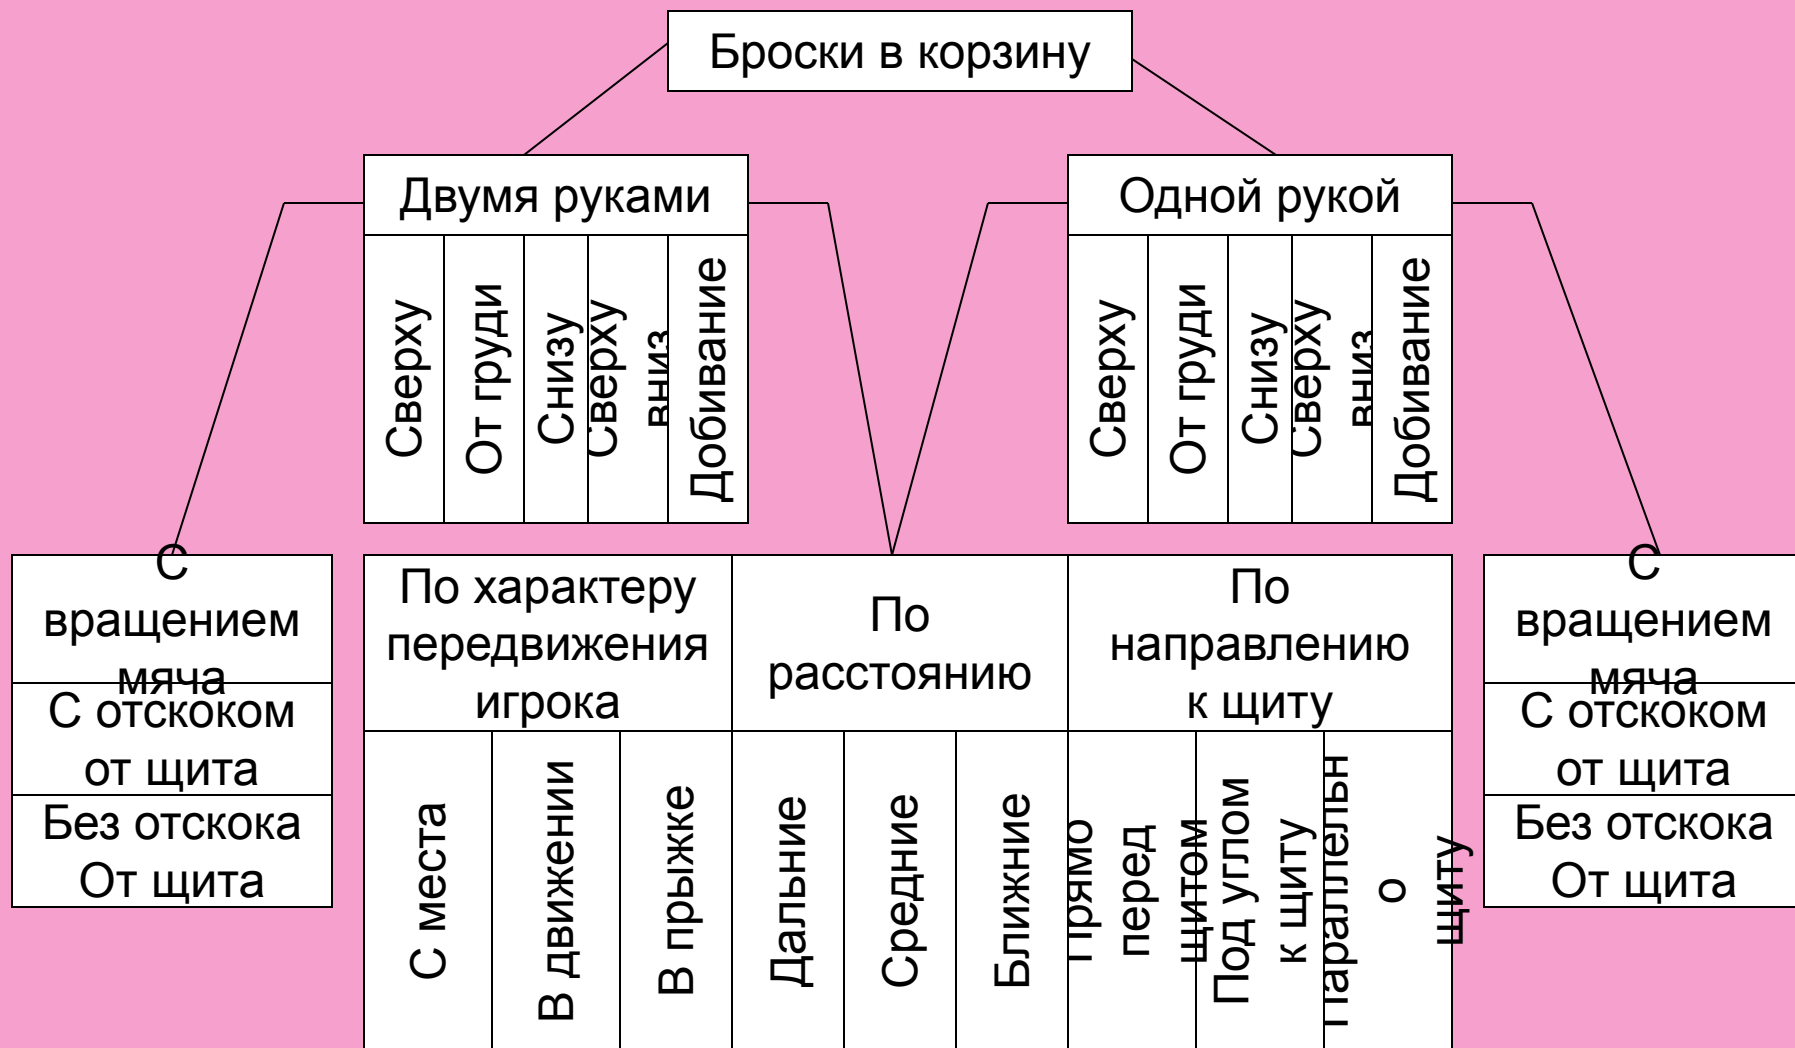 Броски в корзину
Двумя руками
Одной рукой
Сверху
От груди
Снизу
Сверху
вниз
Добивание
Сверху
От груди
Снизу
Сверху
вниз
Добивание
С
вращением
мяча
С отскоком
от щита
Без отскока
От щита
По характеру
передвижения
игрока
По
расстоянию
По
направлению
к щиту
С места
В движении
В прыжке
Дальние
Средние
Ближние
Прямо
перед
щитом
Под углом
к щиту
Параллельн
о
щиту
С
вращением
мяча
С отскоком
от щита
Без отскока
От щита